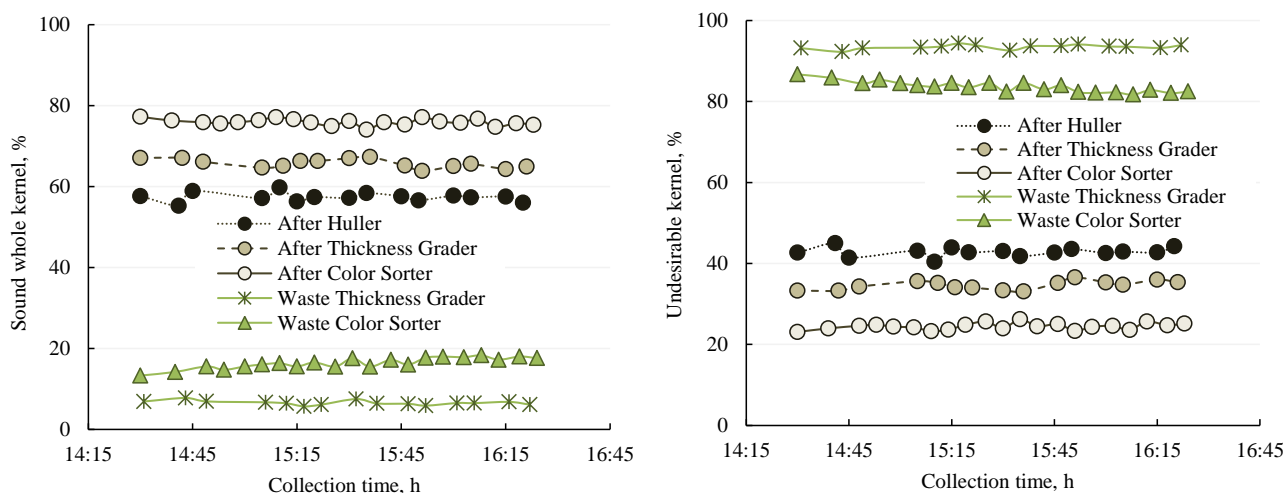 100
80
60
40
20
0
Sound whole kernel, %
After Huller
After Thickness Grader
After Color Sorter
Waste Thickness Grader
Waste Color Sorter
14:15 14:45 15:15 15:45 16:15 16:45
Collection time, h
100
80
60
40
20
0
Undesirable kernel, %
After Huller
After Thickness Grader
After Color Sorter
Waste Thickness Grader
Waste Color Sorter
14:15 14:45 15:15 15:45 16:15 16:45
Collection time, h